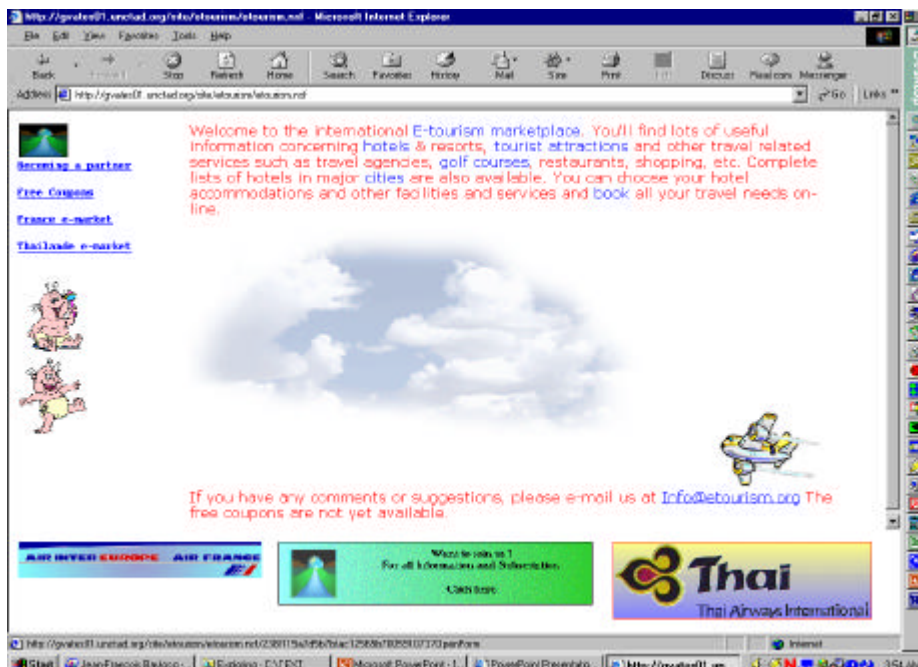 http://gvates01.unctad.org/site/etourism/etourism.nsf - Microsoft Internet Explorer
File Edit View Favorites Tools Help
Back Stop Refresh Home Search Favorites History Mail Size Print Edit Discuss Real.com Messenger
Address http://gvates01.unctad.org/site/etourism/etourism.nsf Go Links
Becoming a partner
Free Coupons
France e-market
Thailande e-market
Welcome to the international E-tourism marketplace. You'll find lots of useful
information concerning hotels & resorts, tourist attractions and other travel related
services such as travel agencies, golf courses, restaurants, shopping, etc. Complete
lists of hotels in major cities are also available. You can choose your hotel
accommodations and other facilities and services and book all your travel needs on-
line.
If you have any comments or suggestions, please e-mail us at Info@etourism.org The
free coupons are not yet available.
AIR INTER EUROPE AIR FRANCE
Want to join us ?
For all Information and Subscription
Click here
Thai
Thai Airways International
Internet
Start
Microsoft PowerPoint